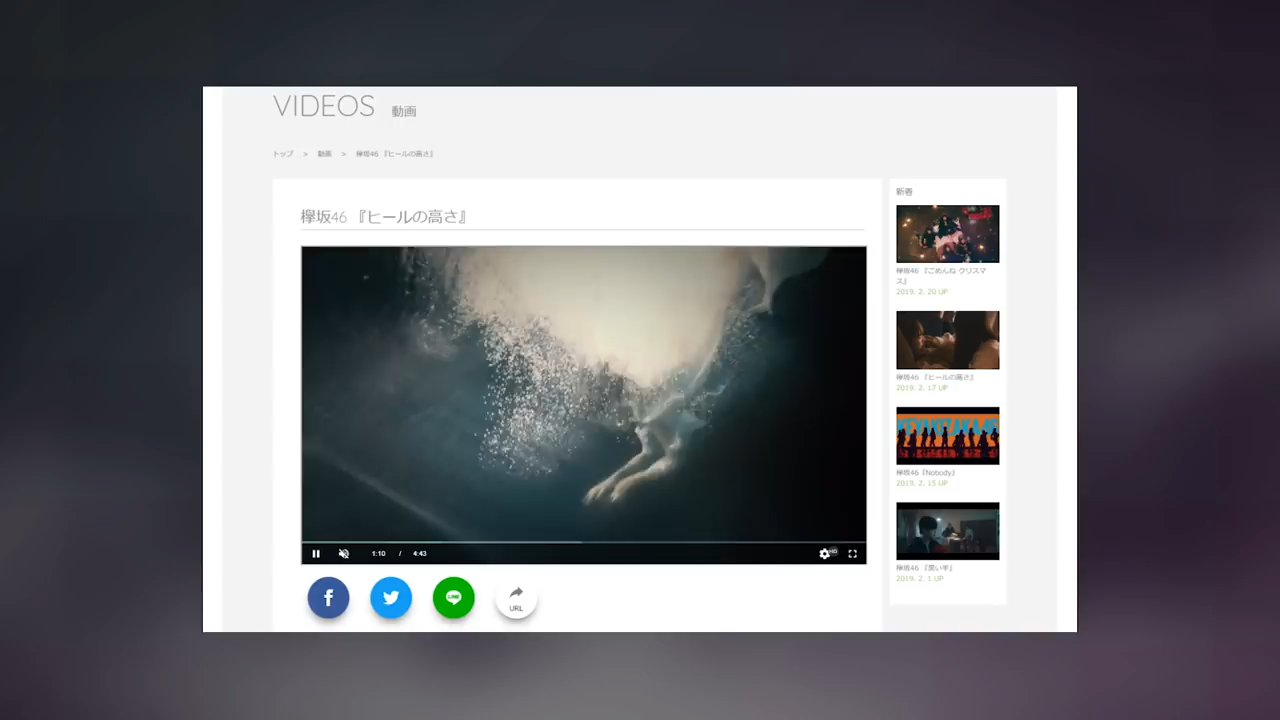 VIDEOS 動画
トップ > 動画 > 欅坂46 『ヒールの高さ』
欅坂46 『ヒールの高さ』
1:10 / 4:43
HD
LINE
URL
新着
欅坂46 『ごめんね クリスマ
ス』
2019. 2. 20 UP
欅坂46 『ヒールの高さ』
2019. 2. 17 UP
欅坂46『Nobody』
2019. 2. 15 UP
欅坂46 『黒い羊』
2019. 2. 1 UP